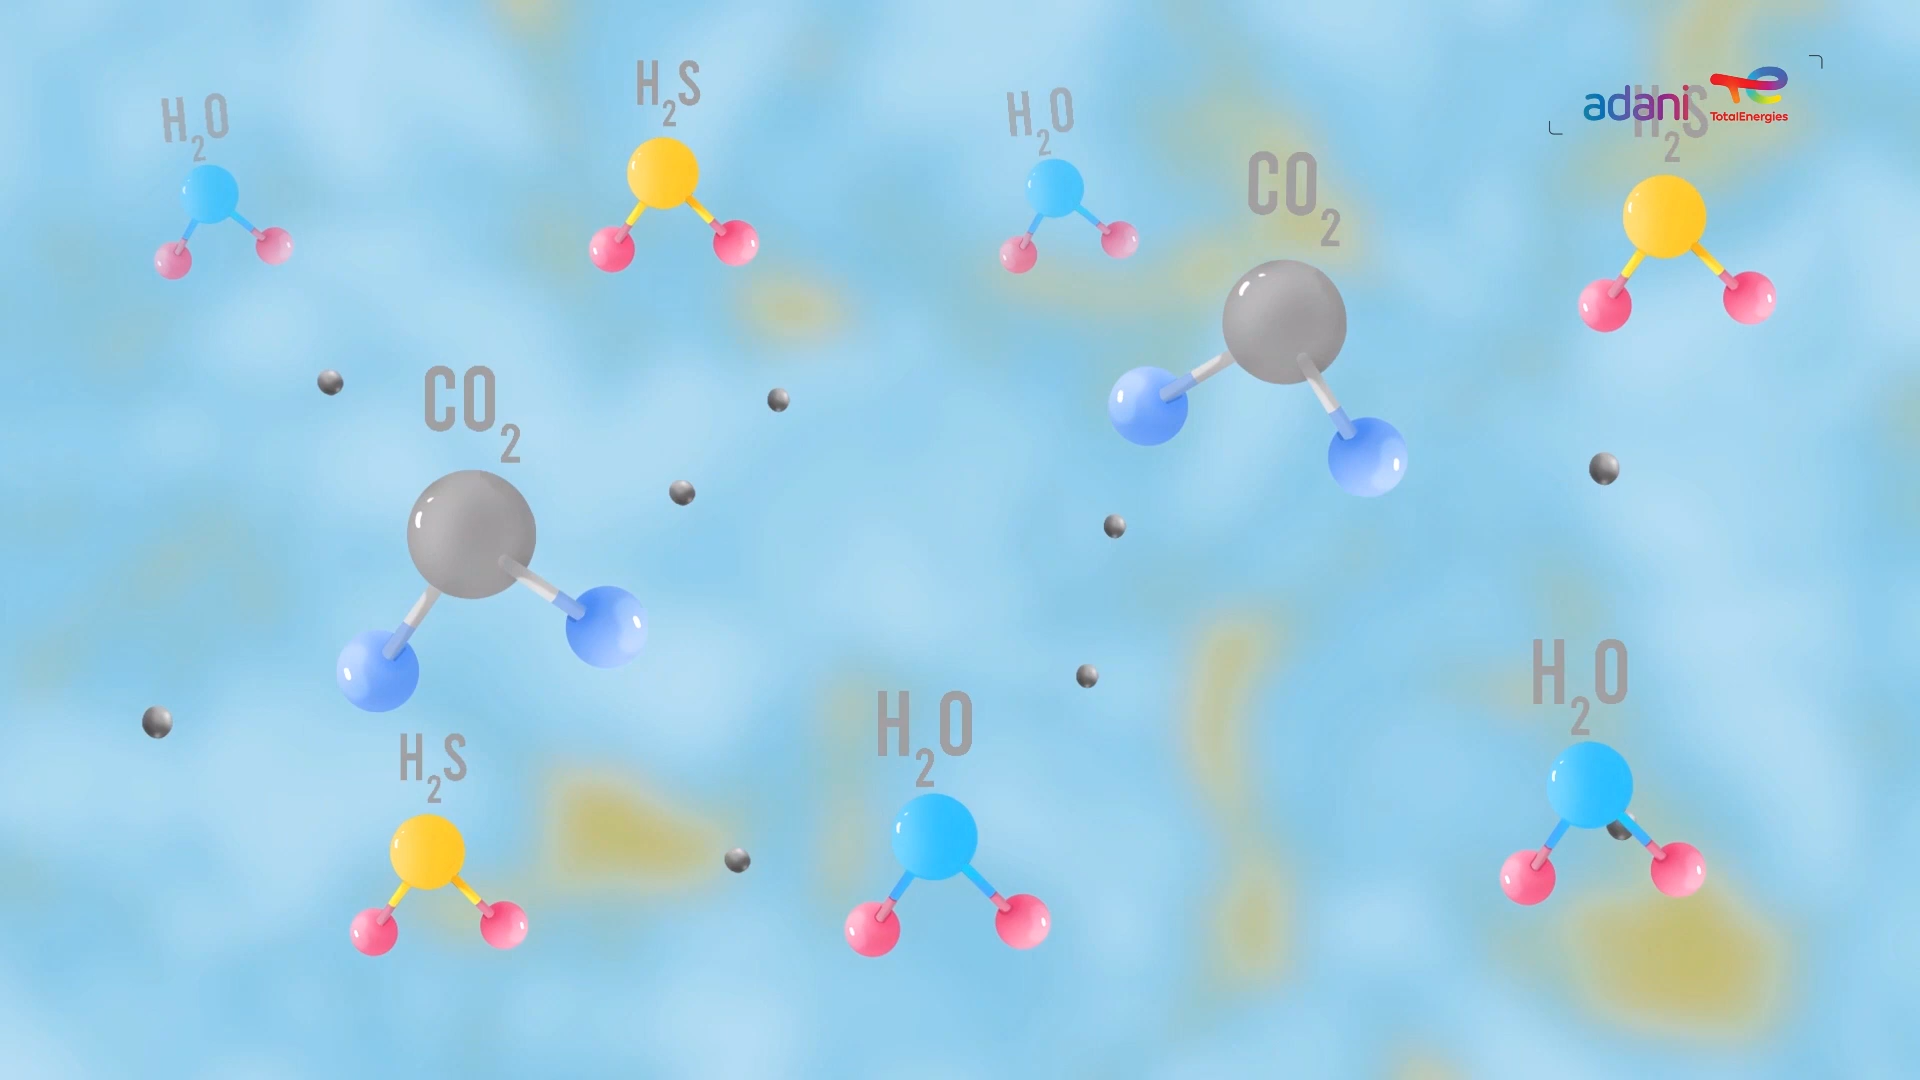 H₂O
H₂S
H₂O
CO₂
adani
TotalEnergies
H₂S
CO₂
H₂S
H₂O
H₂O